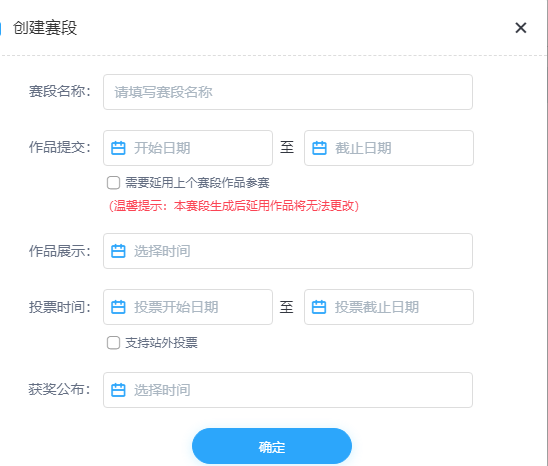 创建赛段
赛段名称： 请填写赛段名称
作品提交： 开始日期 至 截止日期
需要延用上个赛段作品参赛
（温馨提示：本赛段生成后延用作品将无法更改）
作品展示： 选择时间
投票时间： 投票开始日期 至 投票截止日期
支持站外投票
获奖公布： 选择时间
确定